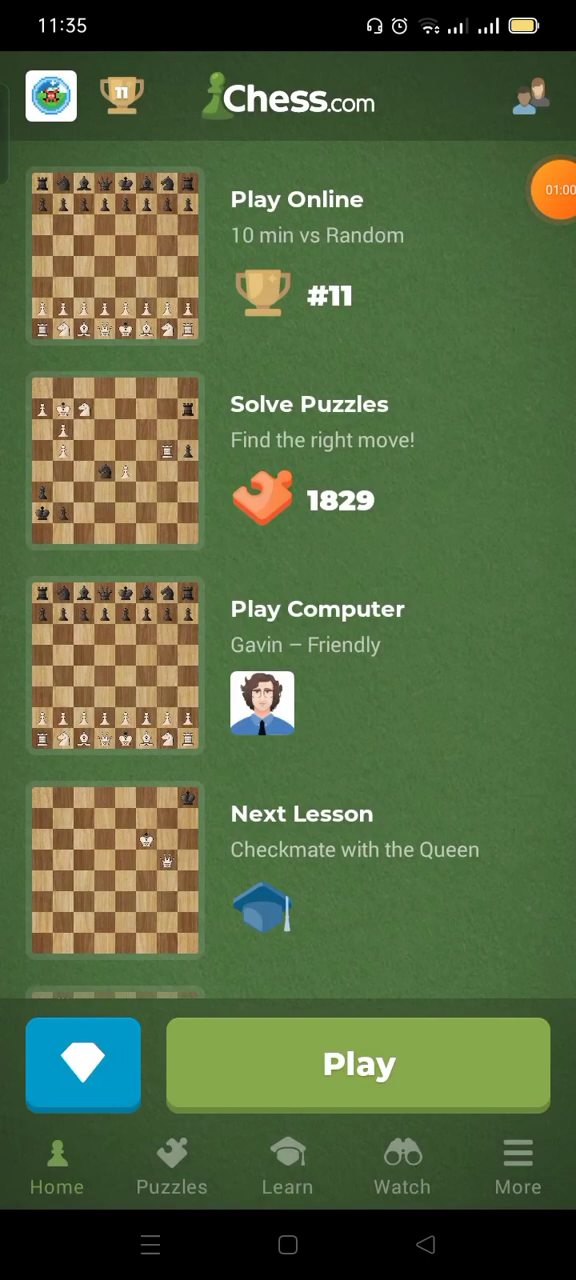 11:35
11
Chess.com
01:00
Play Online
10 min vs Random
#11
Solve Puzzles
Find the right move!
1829
Play Computer
Gavin – Friendly
Next Lesson
Checkmate with the Queen
Play
Home
Puzzles
Learn
Watch
More